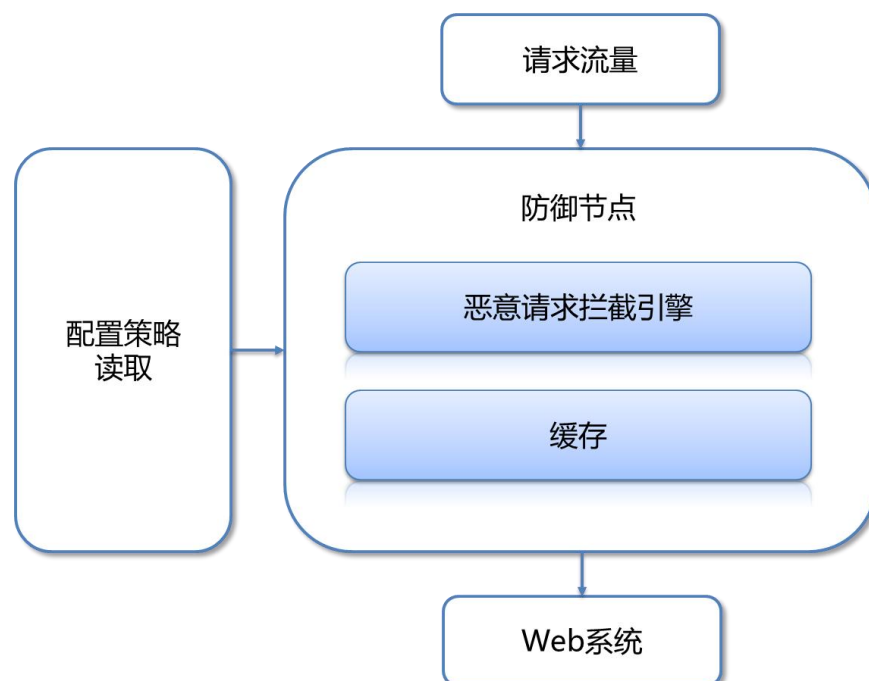 请求流量
防御节点
恶意请求拦截引擎
配置策略
读取
缓存
Web系统